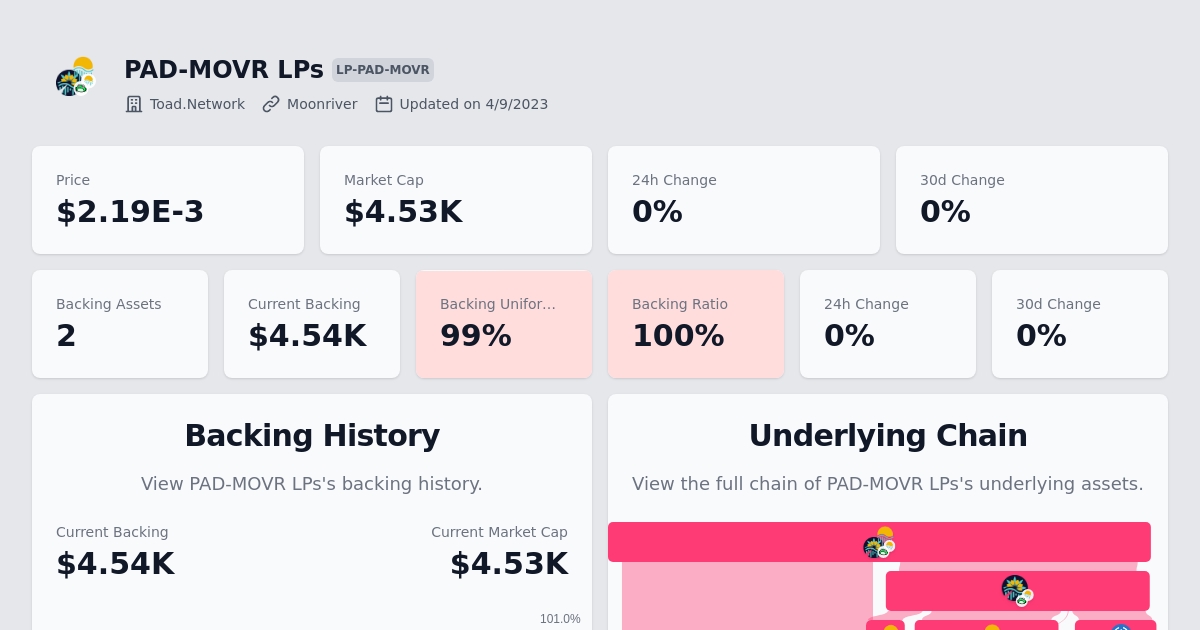 PAD-MOVR LPs LP-PAD-MOVR
Toad.Network Moonriver Updated on 4/9/2023
Price
$2.19E-3
Market Cap
$4.53K
24h Change
0%
30d Change
0%
Backing Assets
2
Current Backing
$4.54K
Backing Unifor...
99%
Backing Ratio
100%
24h Change
0%
30d Change
0%
Backing History
View PAD-MOVR LPs's backing history.
Current Backing
$4.54K
Current Market Cap
$4.53K
101.0%
Underlying Chain
View the full chain of PAD-MOVR LPs's underlying assets.